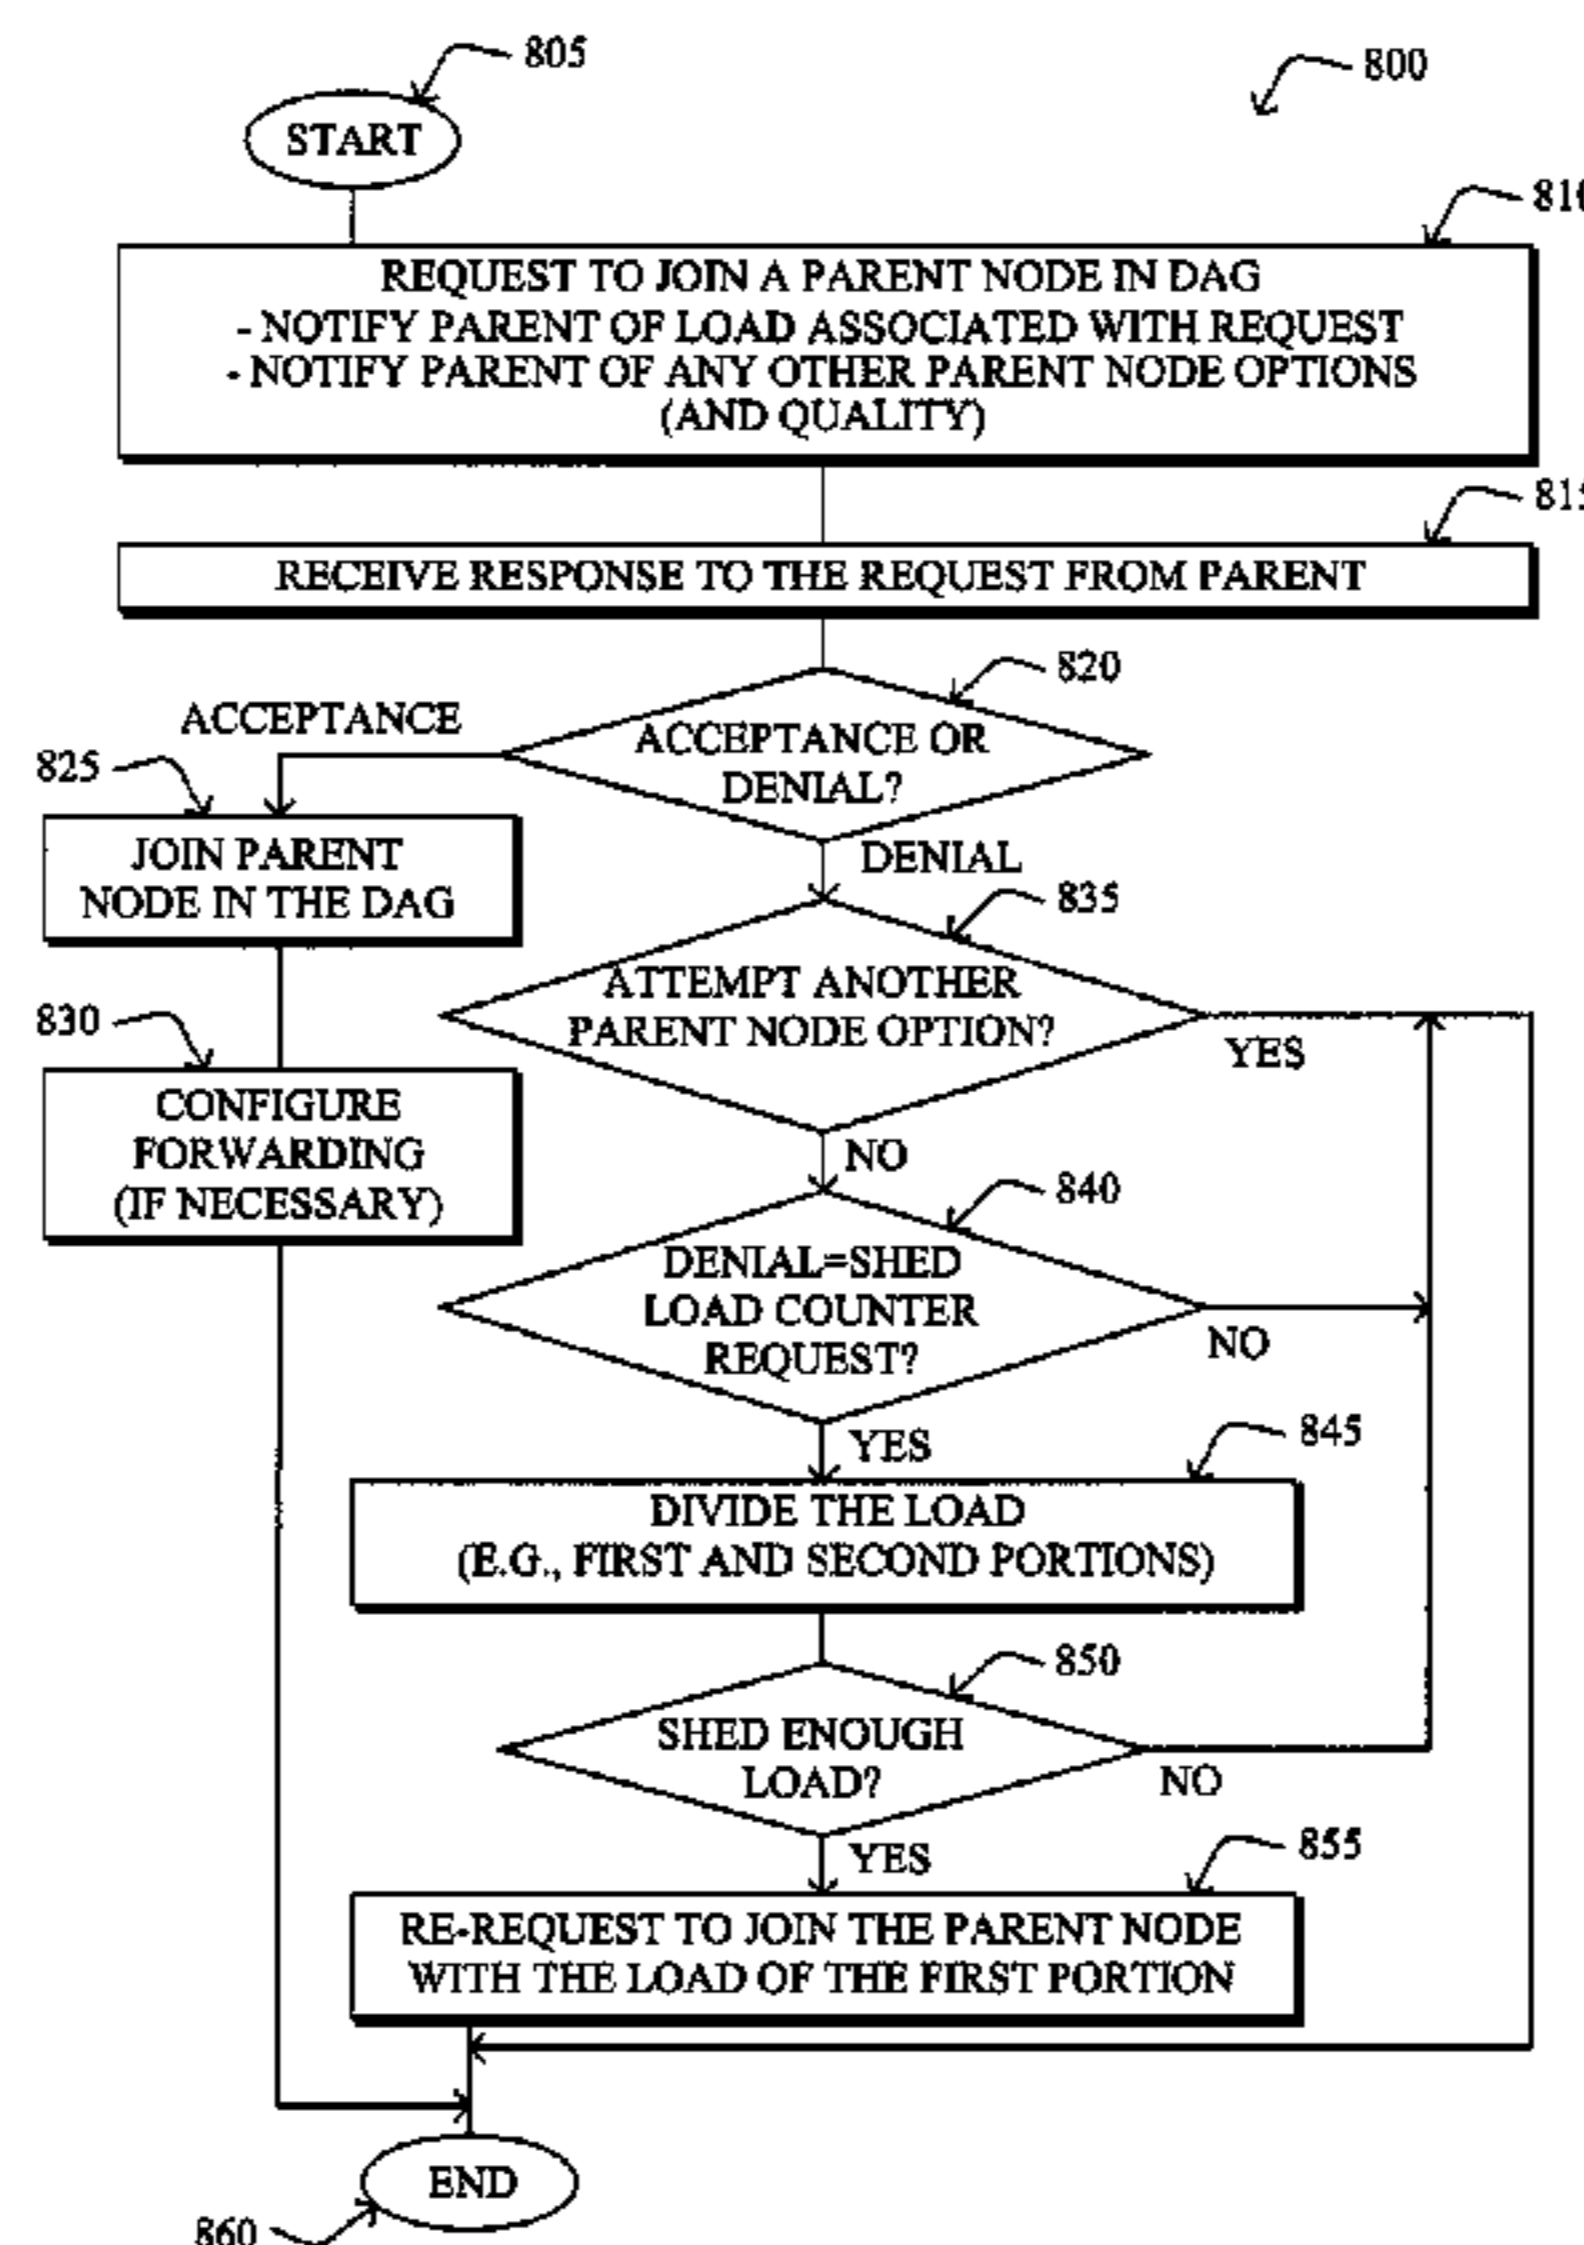 805
800
START
810
REQUEST TO JOIN A PARENT NODE IN DAG
- NOTIFY PARENT OF LOAD ASSOCIATED WITH REQUEST
- NOTIFY PARENT OF ANY OTHER PARENT NODE OPTIONS
(AND QUALITY)
815
RECEIVE RESPONSE TO THE REQUEST FROM PARENT
820
ACCEPTANCE
ACCEPTANCE OR
DENIAL?
825
JOIN PARENT
NODE IN THE DAG
DENIAL
835
ATTEMPT ANOTHER
PARENT NODE OPTION?
YES
830
CONFIGURE
FORWARDING
(IF NECESSARY)
NO
840
DENIAL=SHED
LOAD COUNTER
REQUEST?
NO
YES
845
DIVIDE THE LOAD
(E.G., FIRST AND SECOND PORTIONS)
850
SHED ENOUGH
LOAD?
NO
YES
855
RE-REQUEST TO JOIN THE PARENT NODE
WITH THE LOAD OF THE FIRST PORTION
END
860